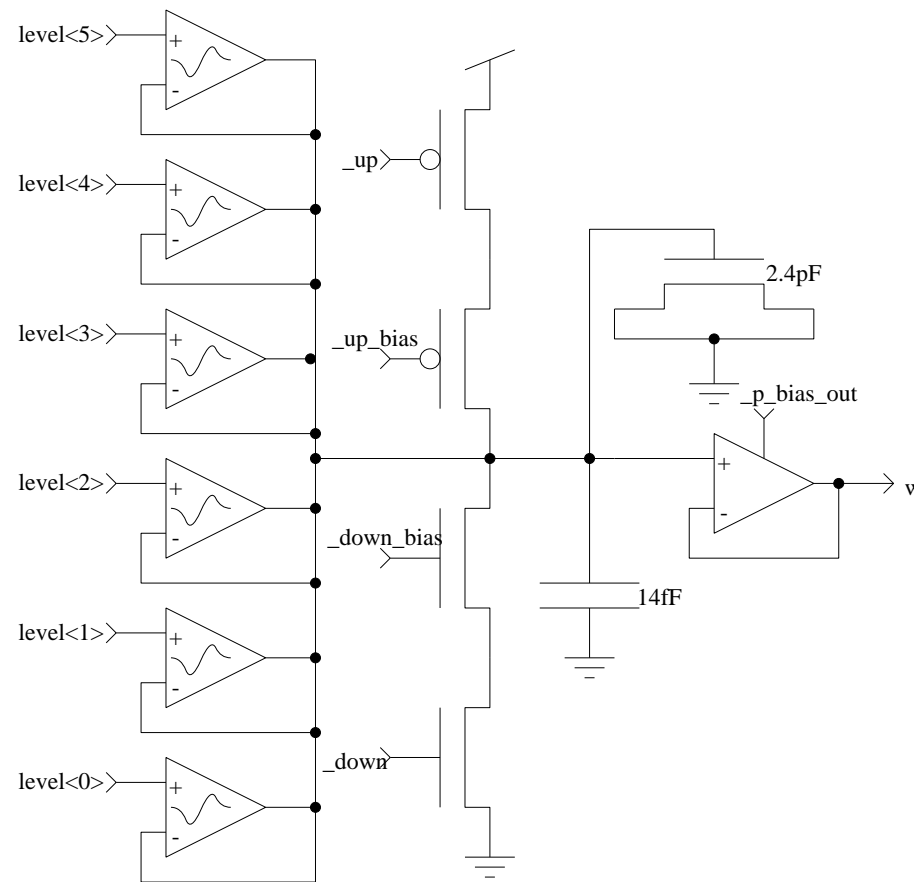 level<5>
+
-
level<4>
+
-
_up
2.4pF
level<3>
+
-
_up_bias
_p_bias_out
+
-
w
level<2>
+
-
_down_bias
14fF
level<1>
+
-
_down
level<0>
+
-